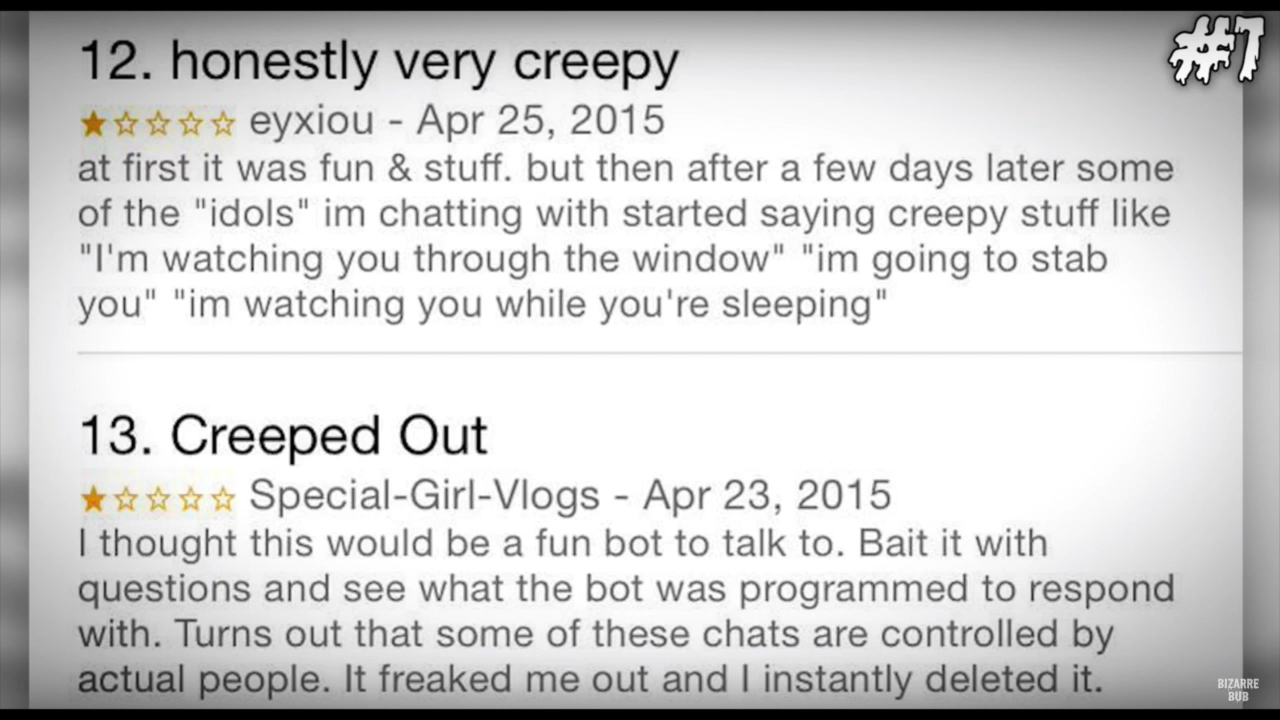 #7
12. honestly very creepy
★☆☆☆☆ eyxiou - Apr 25, 2015
at first it was fun & stuff. but then after a few days later some
of the "idols" im chatting with started saying creepy stuff like
"I'm watching you through the window" "im going to stab
you" "im watching you while you're sleeping"
13. Creeped Out
★☆☆☆☆ Special-Girl-Vlogs - Apr 23, 2015
I thought this would be a fun bot to talk to. Bait it with
questions and see what the bot was programmed to respond
with. Turns out that some of these chats are controlled by
actual people. It freaked me out and I instantly deleted it.
BIZARRE
BUB